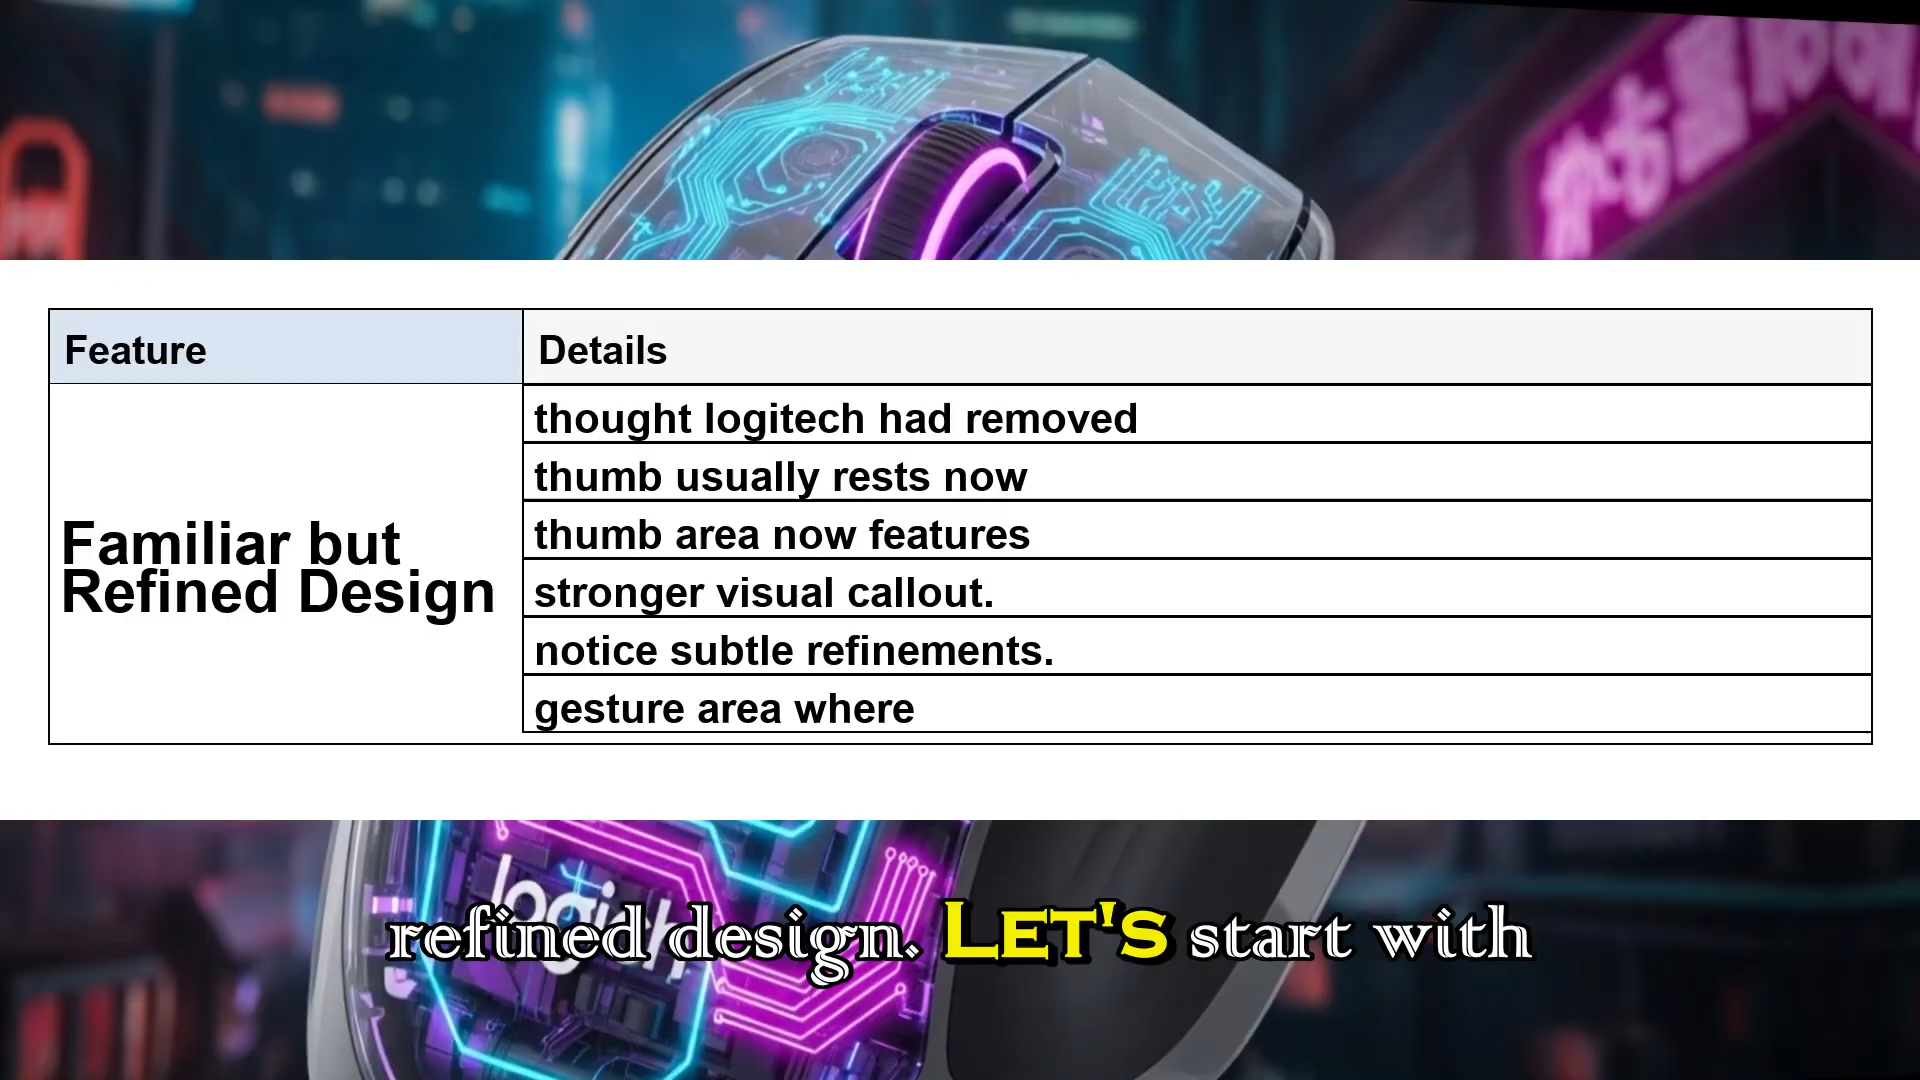 Feature
Details
Familiar but
Refined Design
thought logitech had removed
thumb usually rests now
thumb area now features
stronger visual callout.
notice subtle refinements.
gesture area where
refined design. LET'S start with